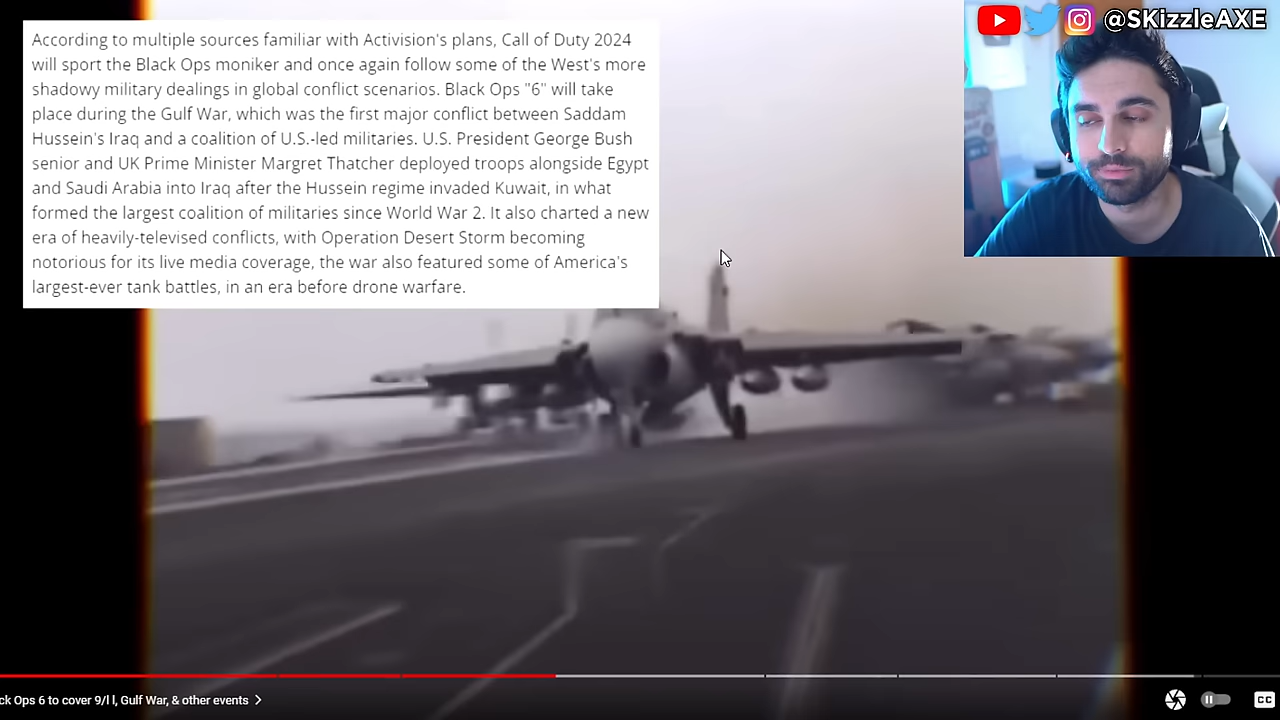 @SKizzleAXE
According to multiple sources familiar with Activision's plans, Call of Duty 2024
will sport the Black Ops moniker and once again follow some of the West's more
shadowy military dealings in global conflict scenarios. Black Ops "6" will take
place during the Gulf War, which was the first major conflict between Saddam
Hussein's Iraq and a coalition of U.S.-led militaries. U.S. President George Bush
senior and UK Prime Minister Margret Thatcher deployed troops alongside Egypt
and Saudi Arabia into Iraq after the Hussein regime invaded Kuwait, in what
formed the largest coalition of militaries since World War 2. It also charted a new
era of heavily-televised conflicts, with Operation Desert Storm becoming
notorious for its live media coverage, the war also featured some of America's
largest-ever tank battles, in an era before drone warfare.
ck Ops 6 to cover 9/l l, Gulf War, & other events
CC